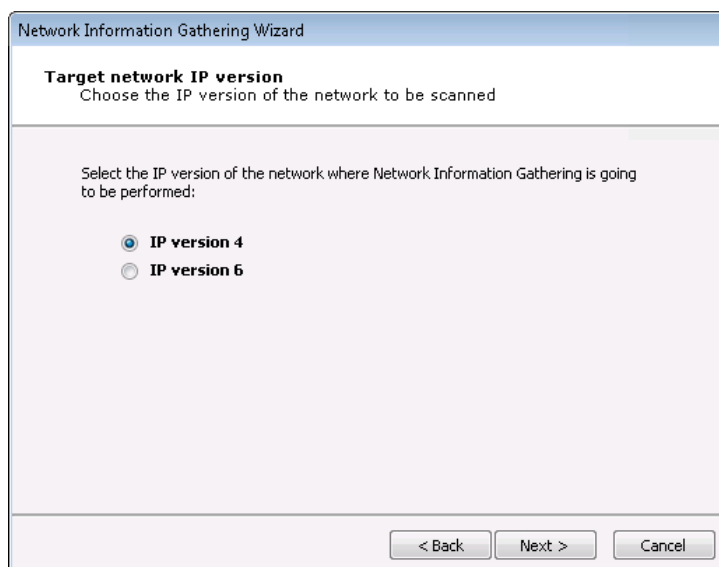 Network Information Gathering Wizard
Target network IP version
Choose the IP version of the network to be scanned
Select the IP version of the network where Network Information Gathering is going
to be performed:
IP version 4
IP version 6
< Back Next > Cancel